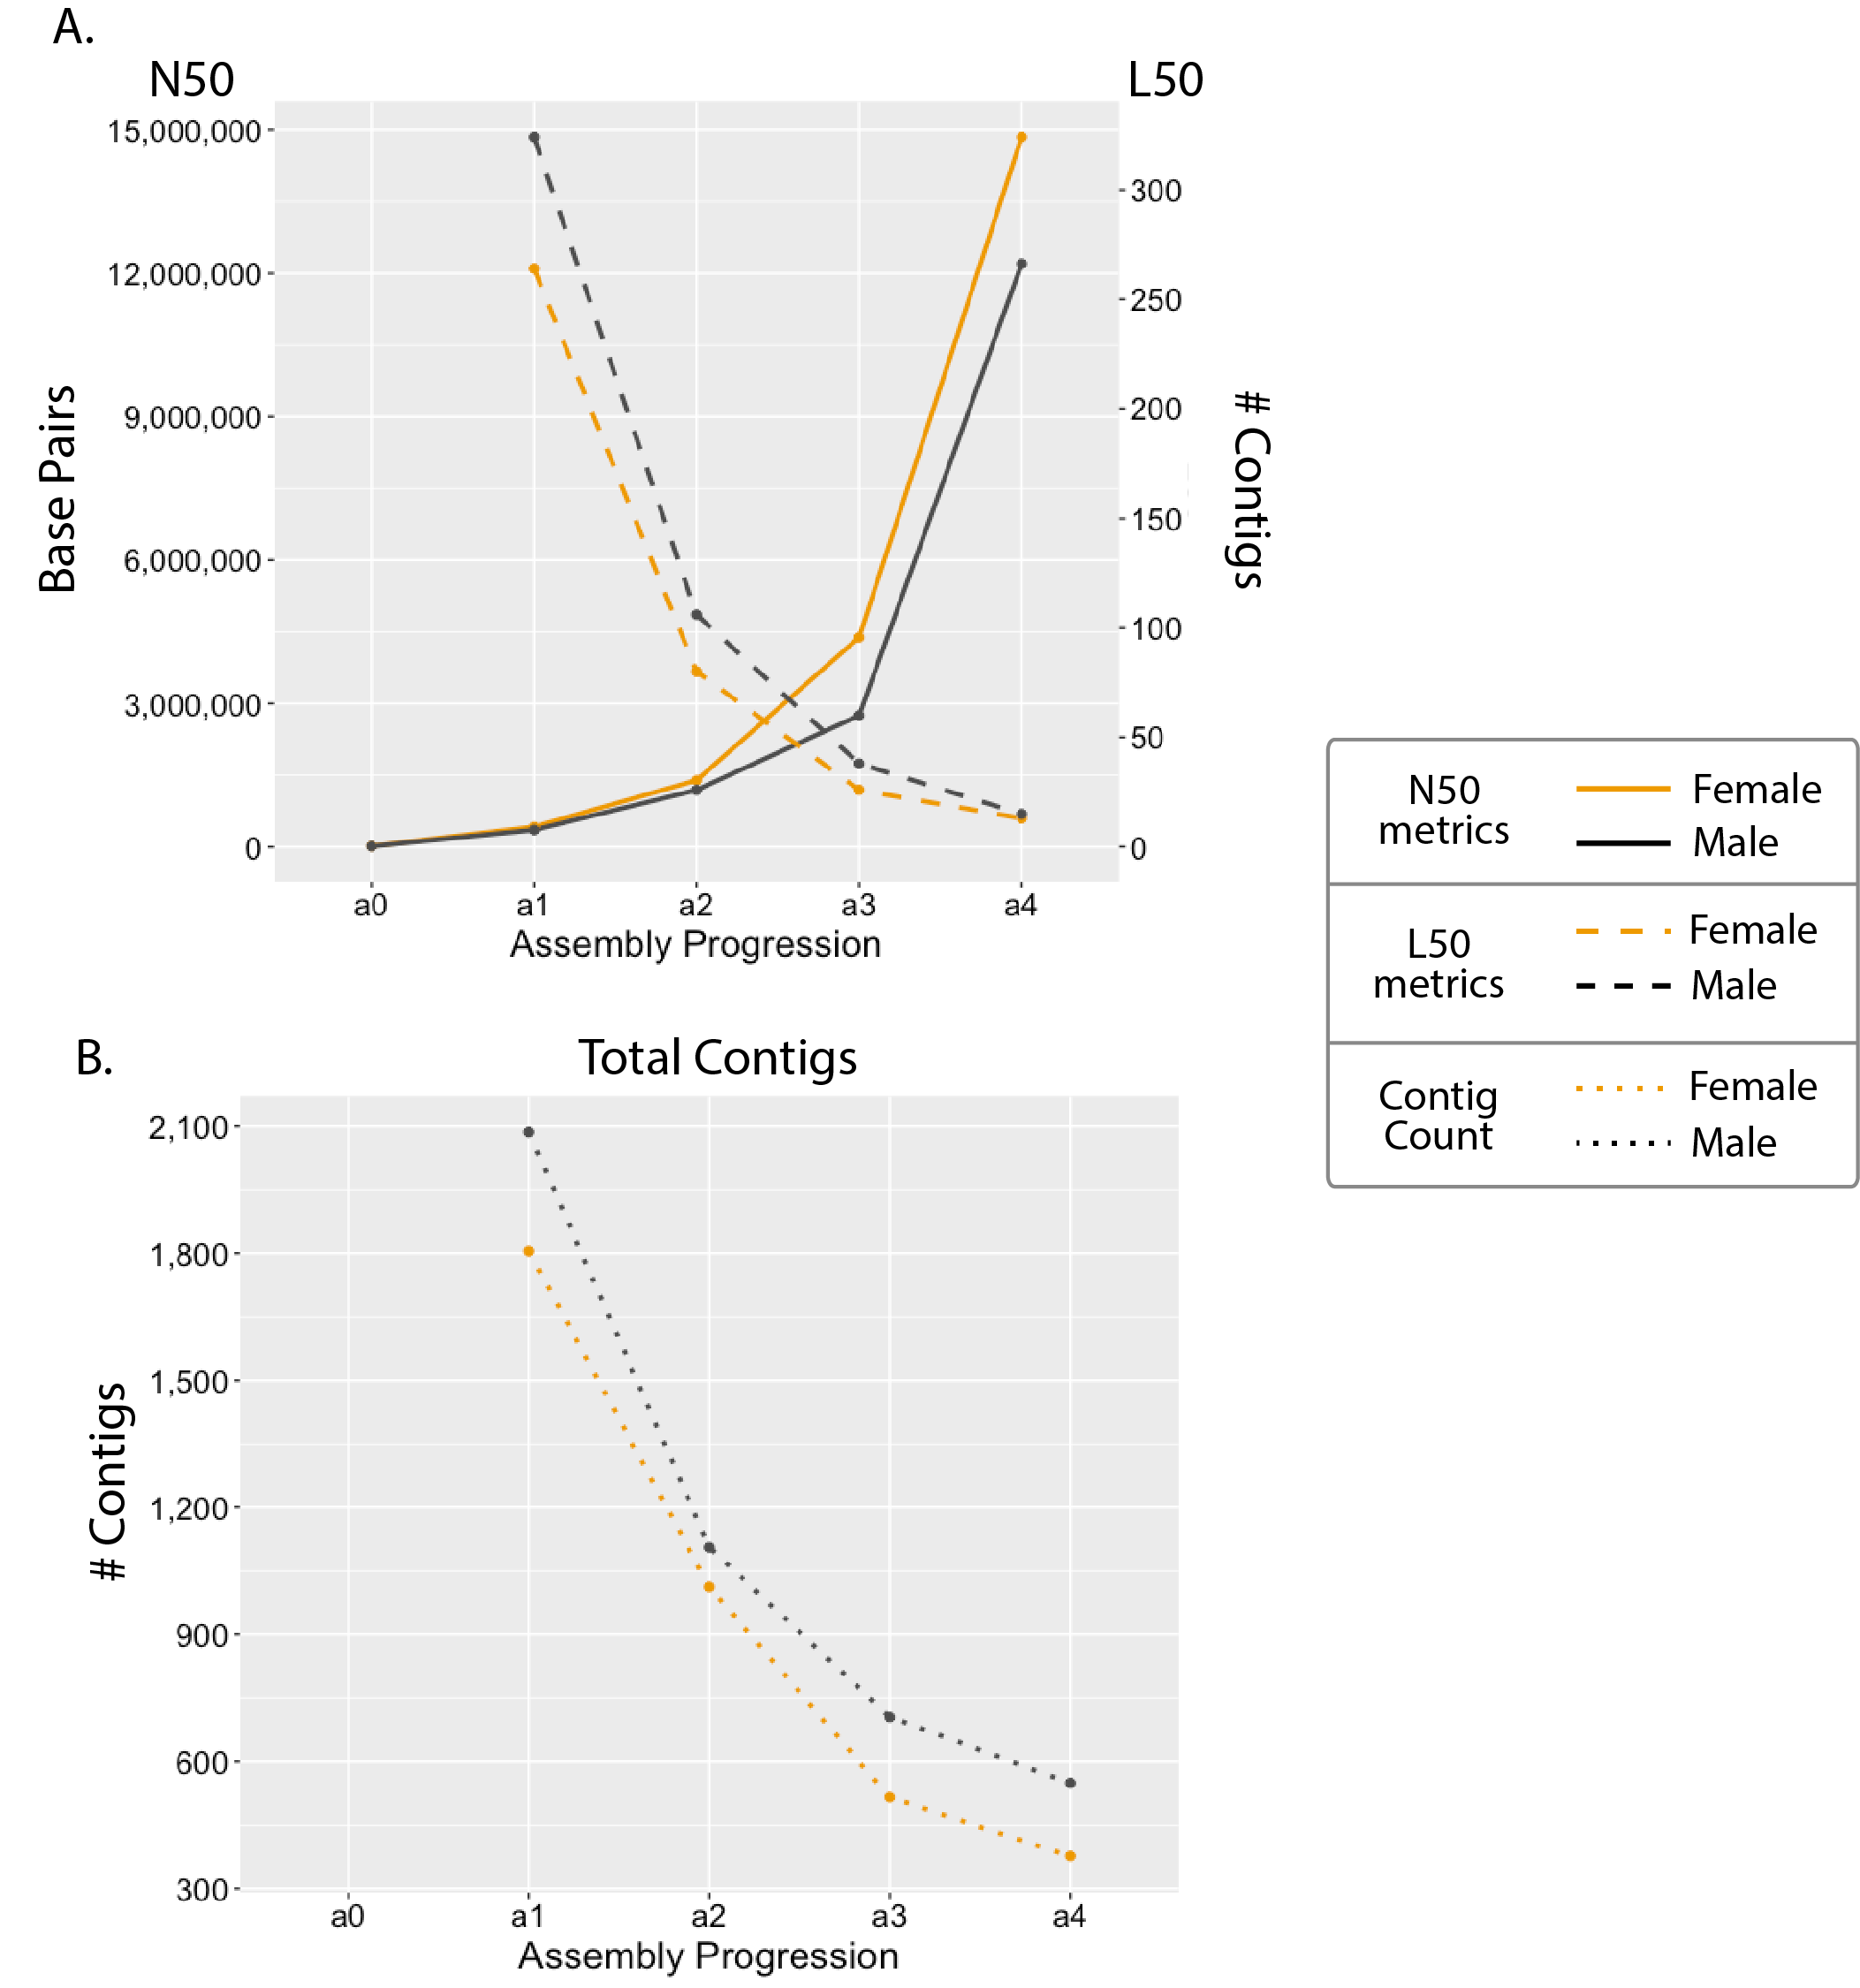 A.
N50
L50
15,000,000
12,000,000
9,000,000
6,000,000
3,000,000
0
Base Pairs
300
250
200
150
100
50
0
# Contigs
a0 a1 a2 a3 a4
Assembly Progression
N50
metrics
Female
Male
L50
metrics
Female
Male
Contig
Count
Female
Male
B.
Total Contigs
2,100
1,800
1,500
1,200
900
600
300
# Contigs
a0 a1 a2 a3 a4
Assembly Progression